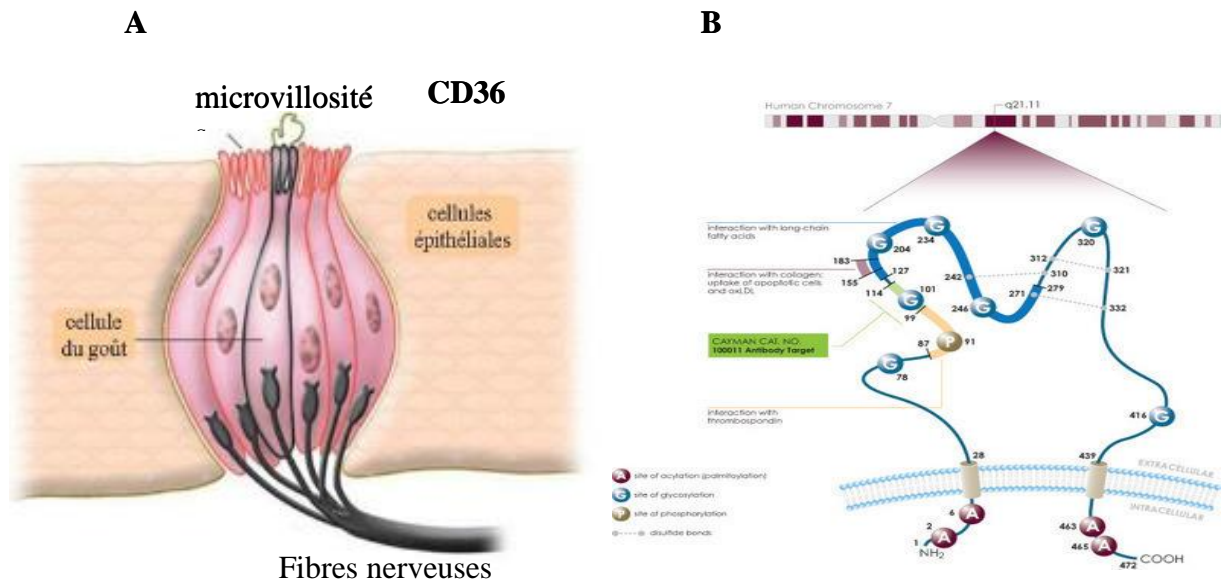 A
B
microvillosité
CD36
cellules
épithéliales
cellule
du goût
Fibres nerveuses
Human Chromosome 7
q21.11
interaction with long-chain
fatty acids
interaction with collagen;
uptake of apoptotic cells
and oxLDL
CAYMAN CAT. NO.
100011 Antibody Target
interaction with
thrombospondin
G
204
G
234
G
320
183
155
127
114
G
101
99
87
P
91
G
78
242
G
246
271
279
310
312
321
332
G
416
28
439
EXTRACELLULAR
INTRACELLULAR
A
6
2
A
1
NH2
463
A
465
A
472
COOH
A site of acylation (palmitoylation)
G site of glycosylation
P site of phosphorylation
disulfide bonds